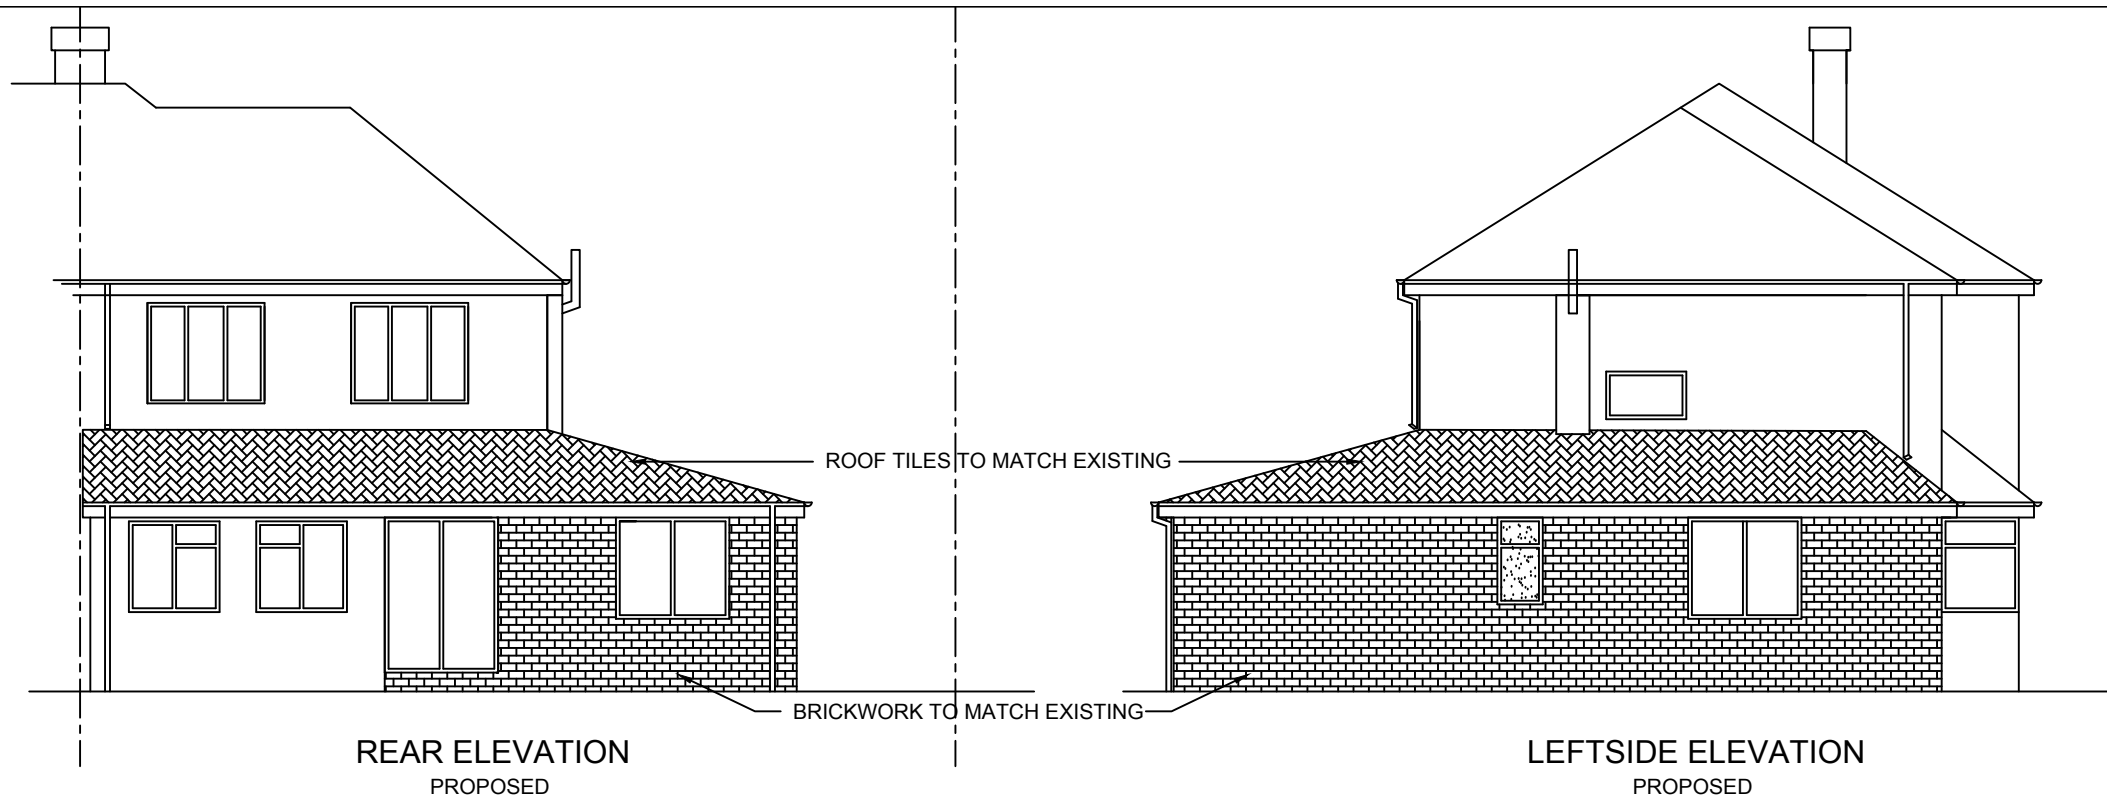 ROOF TILES TO MATCH EXISTING
BRICKWORK TO MATCH EXISTING
REAR ELEVATION
PROPOSED
LEFTSIDE ELEVATION
PROPOSED